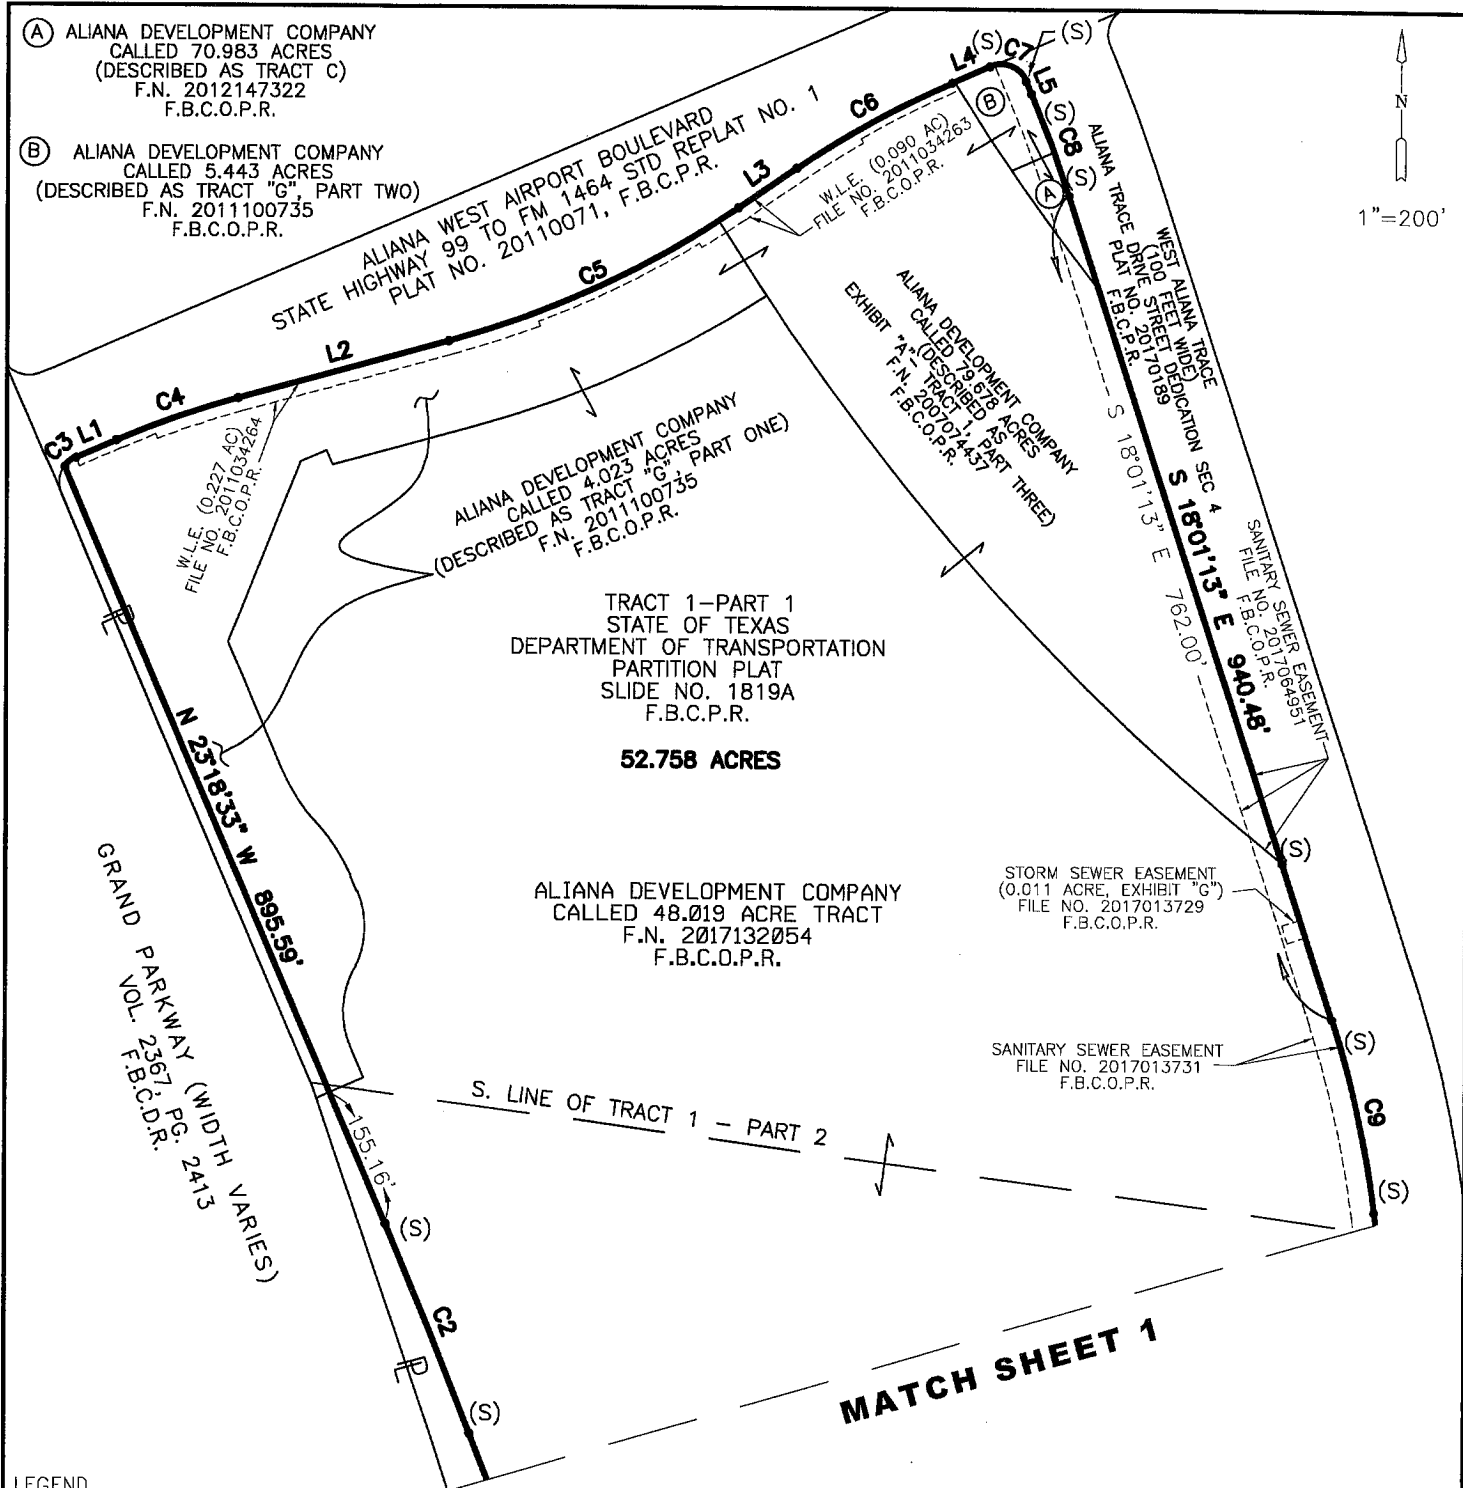 (A) ALIANA DEVELOPMENT COMPANY
CALLED 70.983 ACRES
(DESCRIBED AS TRACT C)
F.N. 2012147322
F.B.C.O.P.R.
(B) ALIANA DEVELOPMENT COMPANY
CALLED 5.443 ACRES
(DESCRIBED AS TRACT "G", PART TWO)
F.N. 2011100735
F.B.C.O.P.R.
ALIANA WEST AIRPORT BOULEVARD
STATE HIGHWAY 99 TO FM 1464 STD REPLAT NO. 1
PLAT NO. 20110071, F.B.C.P.R.
N
1"=200'
C3
L1
C4
L2
C5
L3
C6
L4
(S)
C7
(S)
L5
(S)
C8
(S)
B
A
W.L.E. (0.090 AC)
FILE NO. 2011034263
F.B.C.O.P.R.
W.L.E. (0.227 AC)
FILE NO. 2011034264
F.B.C.O.P.R.
WEST ALIANA TRACE
(100 FEET WIDE)
ALIANA TRACE DRIVE STREET DEDICATION SEC 4
PLAT NO. 20170189
F.B.C.P.R.
ALIANA DEVELOPMENT COMPANY
CALLED 79.678 ACRES
(DESCRIBED AS
EXHIBIT "A"- TRACT 1, PART THREE)
F.N. 2007074437
F.B.C.O.P.R.
ALIANA DEVELOPMENT COMPANY
CALLED 4.023 ACRES
(DESCRIBED AS TRACT "G", PART ONE)
F.N. 2011100735
F.B.C.O.P.R.
S 18°01'13" E 762.00'
S 18°01'13" E 940.48'
SANITARY SEWER EASEMENT
FILE NO. 2017064951
F.B.C.O.P.R.
TRACT 1-PART 1
STATE OF TEXAS
DEPARTMENT OF TRANSPORTATION
PARTITION PLAT
SLIDE NO. 1819A
F.B.C.P.R.
52.758 ACRES
PL
N 23°18'33" W 895.59'
ALIANA DEVELOPMENT COMPANY
CALLED 48.019 ACRE TRACT
F.N. 2017132054
F.B.C.O.P.R.
(S)
STORM SEWER EASEMENT
(0.011 ACRE, EXHIBIT "G")
FILE NO. 2017013729
F.B.C.O.P.R.
GRAND PARKWAY (WIDTH VARIES)
VOL. 2367, PG. 2413
F.B.C.D.R.
SANITARY SEWER EASEMENT
FILE NO. 2017013731
F.B.C.O.P.R.
(S)
C9
(S)
S. LINE OF TRACT 1 - PART 2
155.16'
(S)
C2
PL
(S)
MATCH SHEET 1
LEGEND